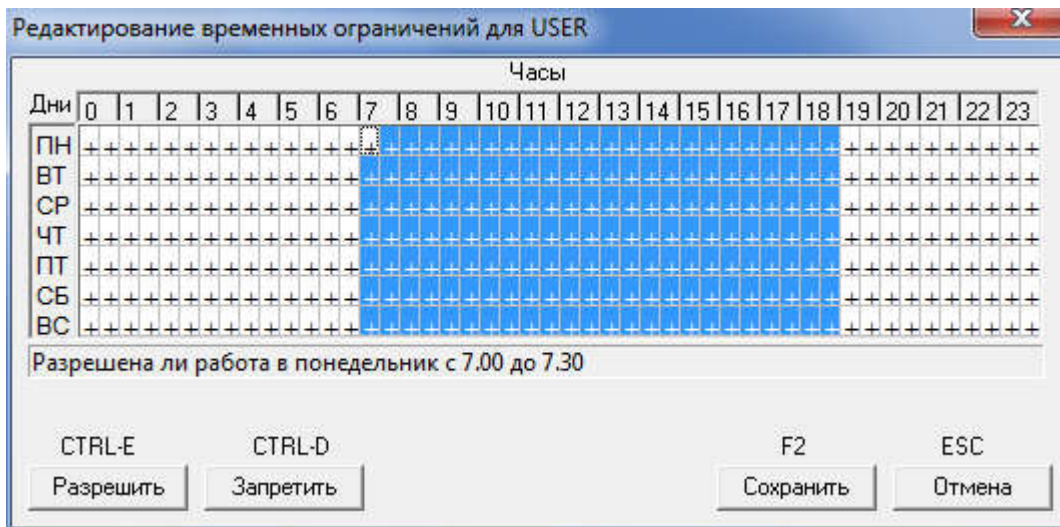 Редактирование временных ограничений для USER
X
Часы
Дни 0 1 2 3 4 5 6 7 8 9 10 11 12 13 14 15 16 17 18 19 20 21 22 23
ПН + + + + + + + + + + + + + + + + + + + + + + + + + + + + + + + + + + + + + + + + + + + + + + + +
ВТ + + + + + + + + + + + + + + + + + + + + + + + + + + + + + + + + + + + + + + + + + + + + + + + +
СР + + + + + + + + + + + + + + + + + + + + + + + + + + + + + + + + + + + + + + + + + + + + + + + +
ЧТ + + + + + + + + + + + + + + + + + + + + + + + + + + + + + + + + + + + + + + + + + + + + + + + +
ПТ + + + + + + + + + + + + + + + + + + + + + + + + + + + + + + + + + + + + + + + + + + + + + + + +
СБ + + + + + + + + + + + + + + + + + + + + + + + + + + + + + + + + + + + + + + + + + + + + + + + +
ВС + + + + + + + + + + + + + + + + + + + + + + + + + + + + + + + + + + + + + + + + + + + + + + + +
Разрешена ли работа в понедельник с 7.00 до 7.30
CTRL-E CTRL-D F2 ESC
Разрешить Запретить Сохранить Отмена